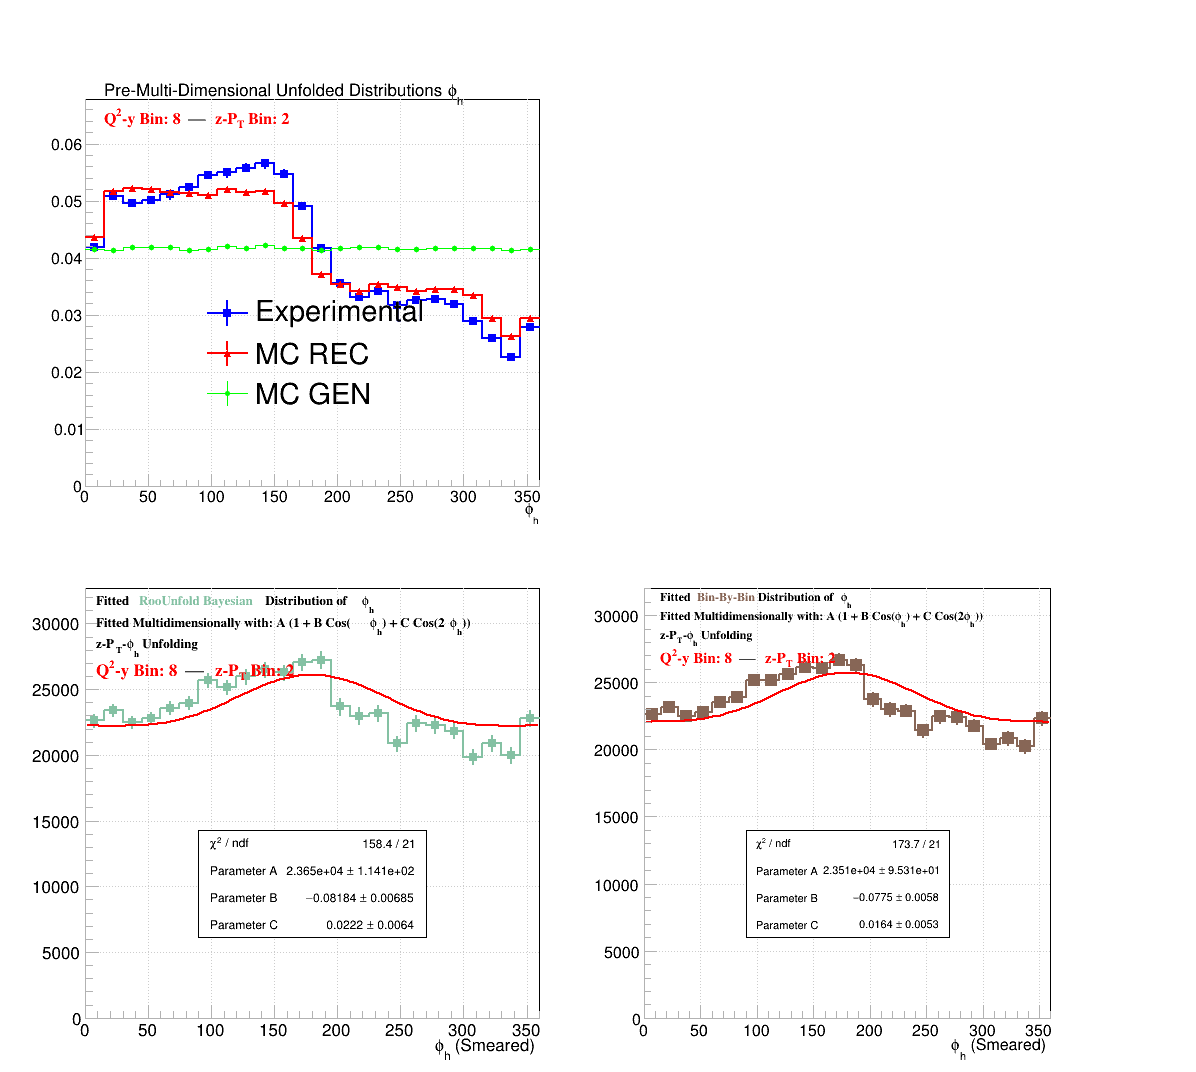 Pre-Multi-Dimensional Unfolded Distributions ϕh
Q2-y Bin: 8 — z-PT Bin: 2
0.06
0.05
0.04
0.03
0.02
0.01
0
Experimental
MC REC
MC GEN
0 50 100 150 200 250 300 350
ϕh
Fitted RooUnfold Bayesian Distribution of ϕh
Fitted Multidimensionally with: A (1 + B Cos( ϕh) + C Cos(2 ϕh))
z-PT-ϕh Unfolding
Q2-y Bin: 8 — z-PT Bin: 2
30000
25000
20000
15000
10000
5000
0
χ2 / ndf 158.4 / 21
Parameter A 2.365e+04 ± 1.141e+02
Parameter B −0.08184 ± 0.00685
Parameter C 0.0222 ± 0.0064
0 50 100 150 200 250 300 350
ϕh (Smeared)
Fitted Bin-By-Bin Distribution of ϕh
Fitted Multidimensionally with: A (1 + B Cos(ϕh) + C Cos(2ϕh))
z-PT-ϕh Unfolding
Q2-y Bin: 8 — z-PT Bin: 2
30000
25000
20000
15000
10000
5000
0
χ2 / ndf 173.7 / 21
Parameter A 2.351e+04 ± 9.531e+01
Parameter B −0.0775 ± 0.0058
Parameter C 0.0164 ± 0.0053
0 50 100 150 200 250 300 350
ϕh (Smeared)